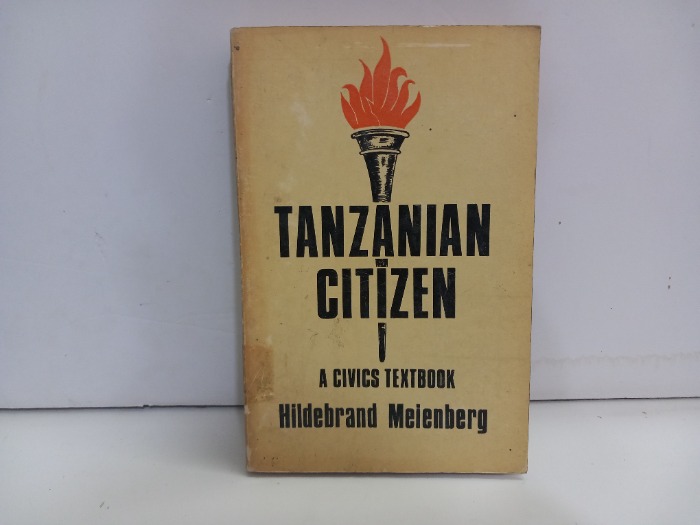 TANZANIAN
CITIZEN
A CIVICS TEXTBOOK
Hildebrand Meienberg